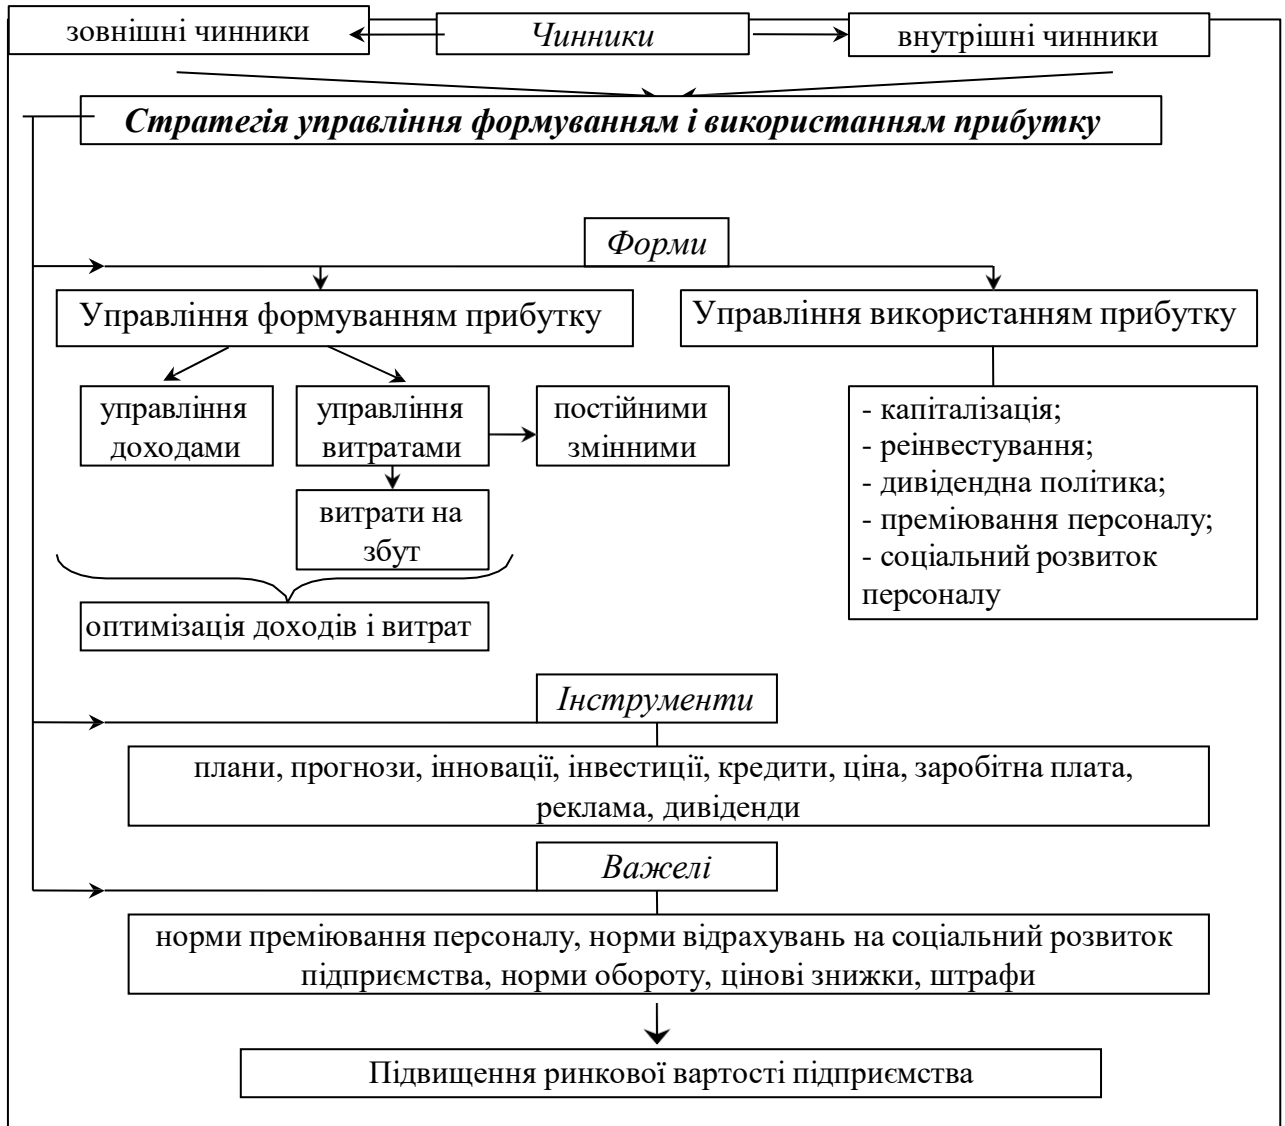 зовнішні чинники
Чинники
внутрішні чинники
Стратегія управління формуванням і використанням прибутку
Форми
Управління формуванням прибутку
Управління використанням прибутку
управління
доходами
управління
витратами
постійними
змінними
витрати на
збут
оптимізація доходів і витрат
- капіталізація;
- реінвестування;
- дивідендна політика;
- преміювання персоналу;
- соціальний розвиток
персоналу
Інструменти
плани, прогнози, інновації, інвестиції, кредити, ціна, заробітна плата,
реклама, дивіденди
Важелі
норми преміювання персоналу, норми відрахувань на соціальний розвиток
підприємства, норми обороту, цінові знижки, штрафи
Підвищення ринкової вартості підприємства